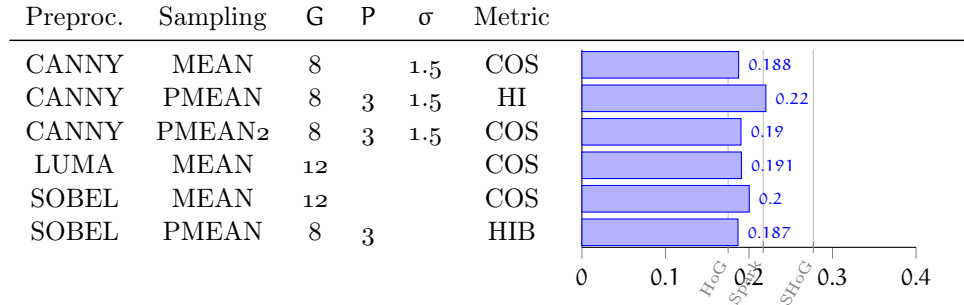 Preproc. Sampling G P σ Metric
CANNY MEAN 8 1.5 COS 0.188
CANNY PMEAN 8 3 1.5 HI 0.22
CANNY PMEAN2 8 3 1.5 COS 0.19
LUMA MEAN 12 COS 0.191
SOBEL MEAN 12 COS 0.2
SOBEL PMEAN 8 3 HIB 0.187
0 0.1 0.2 0.3 0.4
HoG Spark SHoG